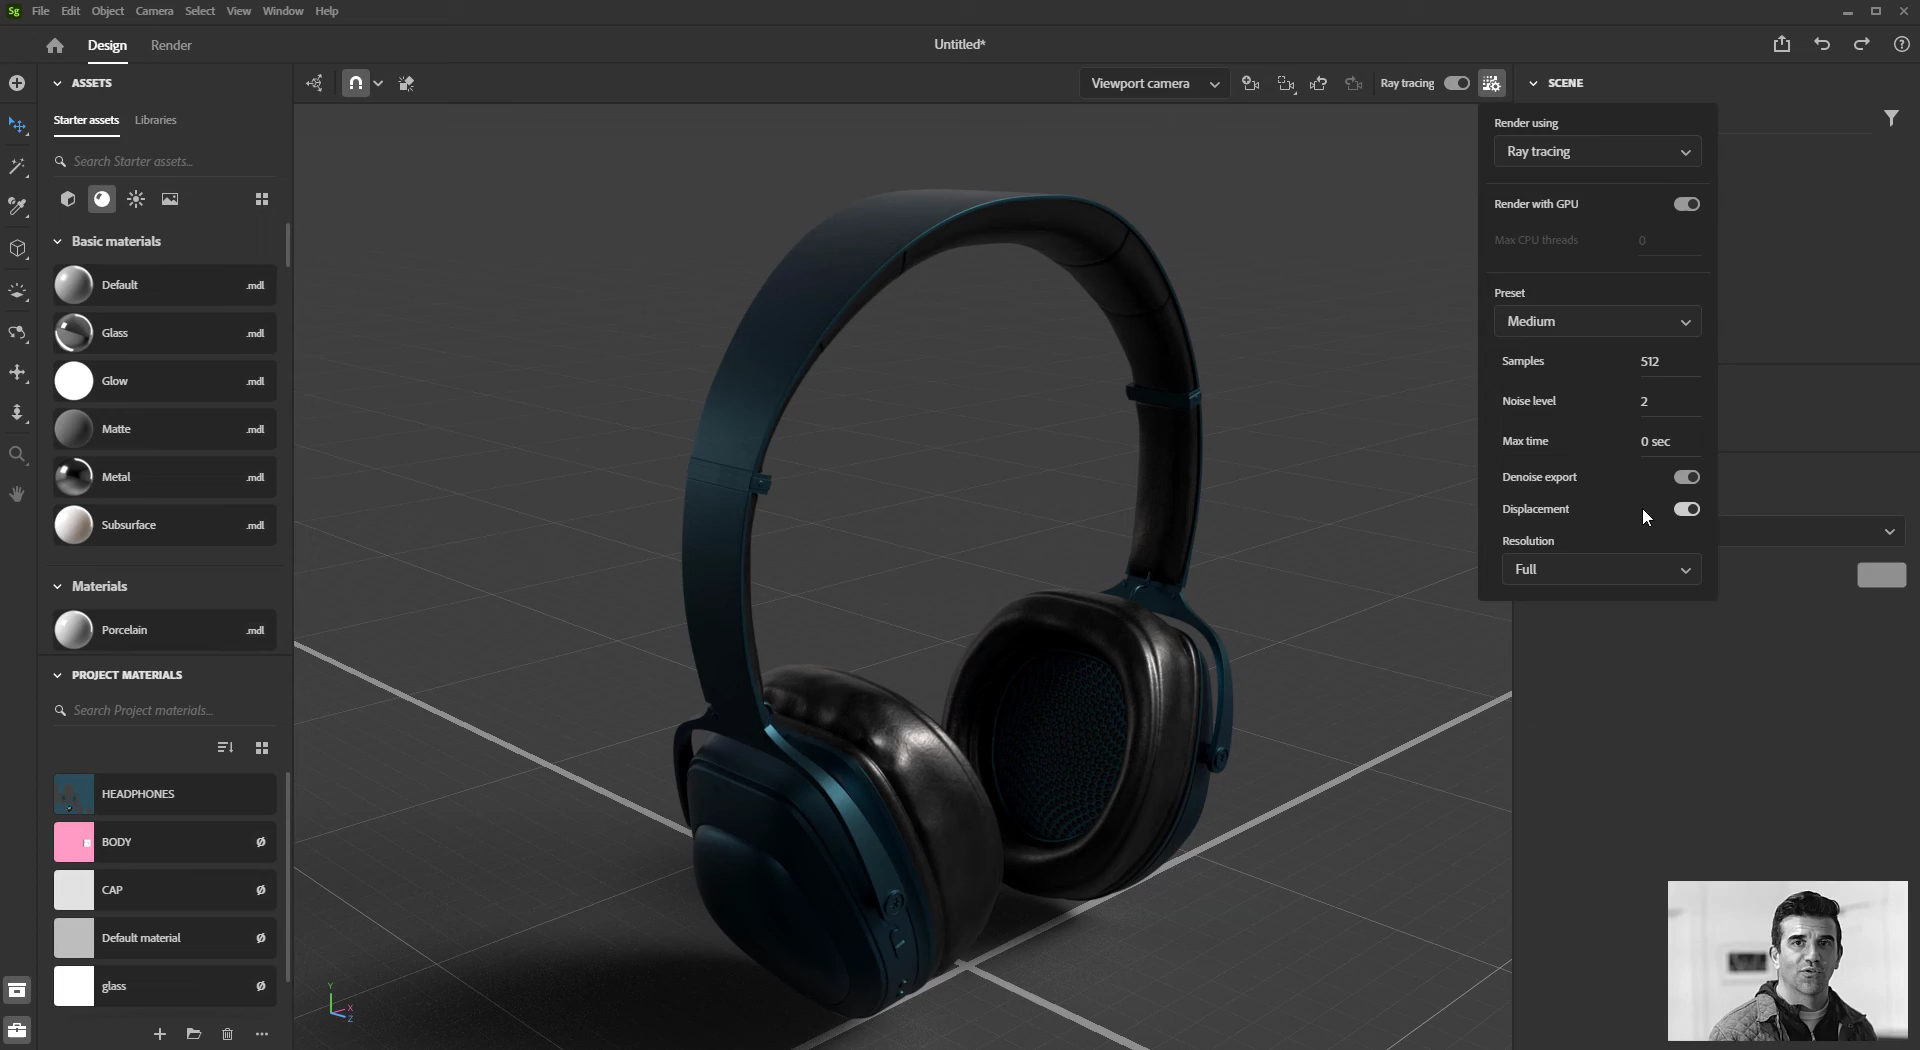 Sg File Edit Object Camera Select View Window Help
Design Render Untitled*
ASSETS
Starter assets Libraries
Search Starter assets...
Basic materials
Default .mdl
Glass .mdl
Glow .mdl
Matte .mdl
Metal .mdl
Subsurface .mdl
Materials
Porcelain .mdl
PROJECT MATERIALS
Search Project materials...
HEADPHONES
BODY
CAP
Default material
glass
Y
X
Z
Viewport camera Ray tracing
SCENE
Render using
Ray tracing
Render with GPU
Max CPU threads 0
Preset
Medium
Samples 512
Noise level 2
Max time 0 sec
Denoise export
Displacement
Resolution
Full